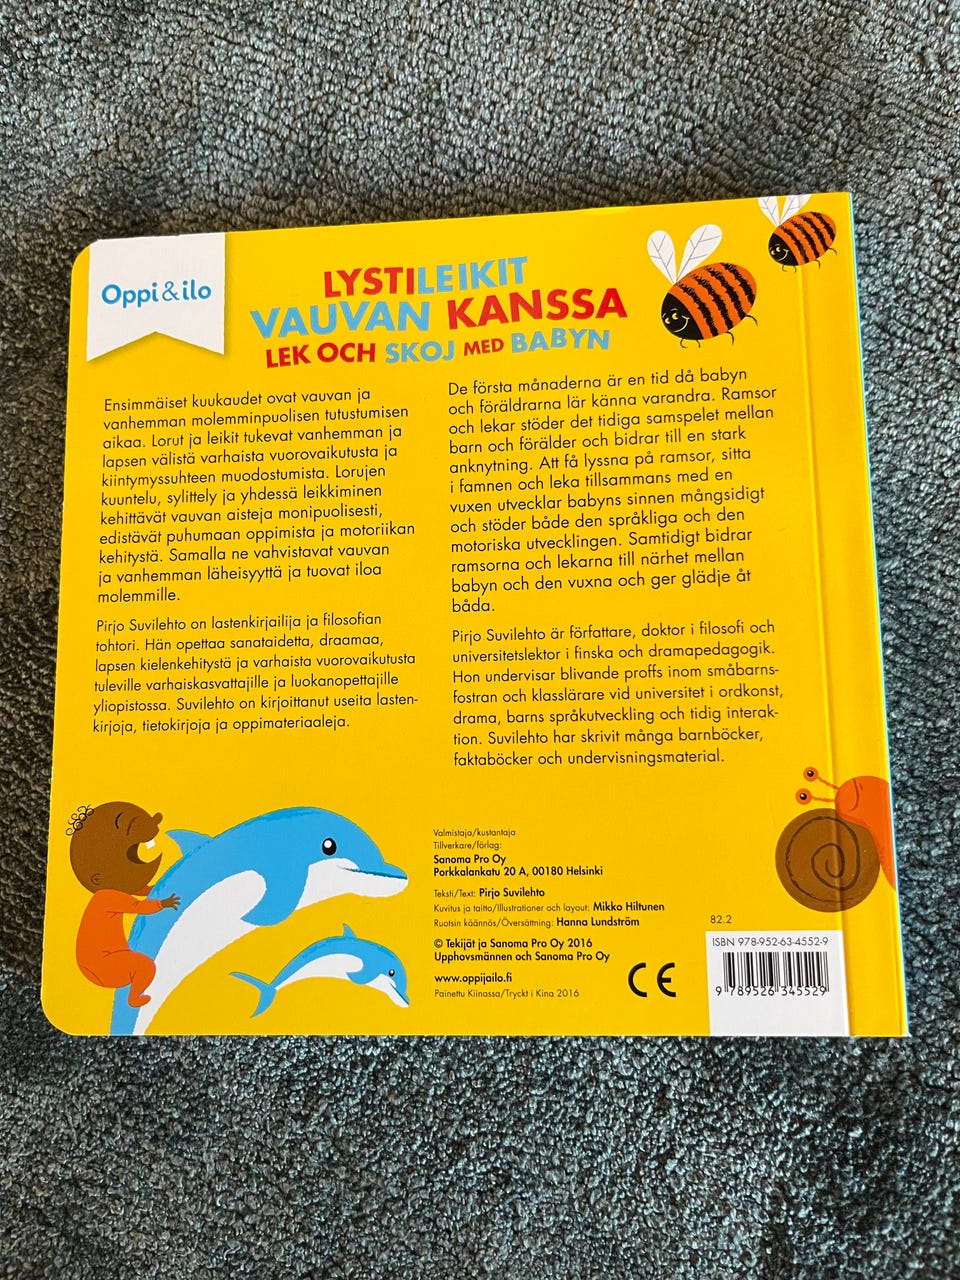 Oppi&ilo
LYSTILEIKIT
VAUVAN KANSSA
LEK OCH SKOJ MED BABYN
Ensimmäiset kuukaudet ovat vauvan ja
vanhemman molemminpuolisen tutustumisen
aikaa. Lorut ja leikit tukevat vanhemman ja
lapsen välistä varhaista vuorovaikutusta ja
kiintymyssuhteen muodostumista. Lorujen
kuuntelu, sylittely ja yhdessä leikkiminen
kehittävät vauvan aisteja monipuolisesti,
edistävät puhumaan oppimista ja motoriikan
kehitystä. Samalla ne vahvistavat vauvan
ja vanhemman läheisyyttä ja tuovat iloa
molemmille.
Pirjo Suvilehto on lastenkirjailija ja filosofian
tohtori. Hän opettaa sanataidetta, draamaa,
lapsen kielenkehitystä ja varhaista vuorovaikutusta
tuleville varhaiskasvattajille ja luokanopettajille
yliopistossa. Suvilehto on kirjoittanut useita lasten-
kirjoja, tietokirjoja ja oppimateriaaleja.
De första månaderna är en tid då babyn
och föräldrarna lär känna varandra. Ramsor
och lekar stöder det tidiga samspelet mellan
barn och förälder och bidrar till en stark
anknytning. Att få lyssna på ramsor, sitta
i famnen och leka tillsammans med en
vuxen utvecklar babyns sinnen mångsidigt
och stöder både den språkliga och den
motoriska utvecklingen. Samtidigt bidrar
ramsorna och lekarna till närhet mellan
babyn och den vuxna och ger glädje åt
båda.
Pirjo Suvilehto är författare, doktor i filosofi och
universitetslektor i finska och dramapedagogik.
Hon undervisar blivande proffs inom småbarns-
fostran och klasslärare vid universitet i ordkonst,
drama, barns språkutveckling och tidig interak-
tion. Suvilehto har skrivit många barnböcker,
faktaböcker och undervisningsmaterial.
Valmistaja/kustantaja
Tillverkare/förlag:
Sanoma Pro Oy
Porkkalankatu 20 A, 00180 Helsinki
Teksti/Text: Pirjo Suvilehto
Kuvitus ja taitto/Illustrationer och layout: Mikko Hiltunen
Ruotsin käännös/Översättning: Hanna Lundström
© Tekijät ja Sanoma Pro Oy 2016
Upphovsmännen och Sanoma Pro Oy
www.oppijailo.fi
Painettu Kiinassa/Tryckt i Kina 2016
CE
82.2
ISBN 978-952-63-4552-9
9 789526 345529